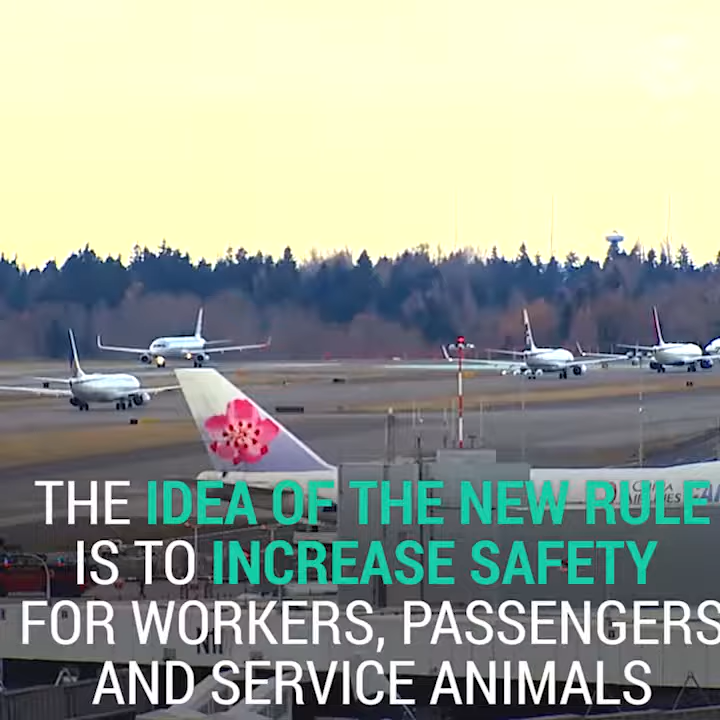 THE IDEA OF THE NEW RULE
IS TO INCREASE SAFETY
FOR WORKERS, PASSENGERS
AND SERVICE ANIMALS